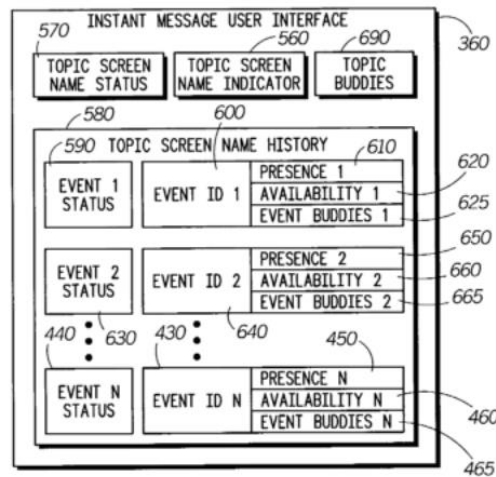 INSTANT MESSAGE USER INTERFACE
570
560
690
360
TOPIC SCREEN
NAME STATUS
TOPIC SCREEN
NAME INDICATOR
TOPIC
BUDDIES
580
600
590
TOPIC SCREEN NAME HISTORY
610
EVENT 1
STATUS
EVENT ID 1
PRESENCE 1
AVAILABILITY 1
EVENT BUDDIES 1
620
625
EVENT 2
STATUS
EVENT ID 2
PRESENCE 2
AVAILABILITY 2
EVENT BUDDIES 2
650
660
665
440
630
430
640
450
EVENT N
STATUS
EVENT ID N
PRESENCE N
AVAILABILITY N
EVENT BUDDIES N
460
465